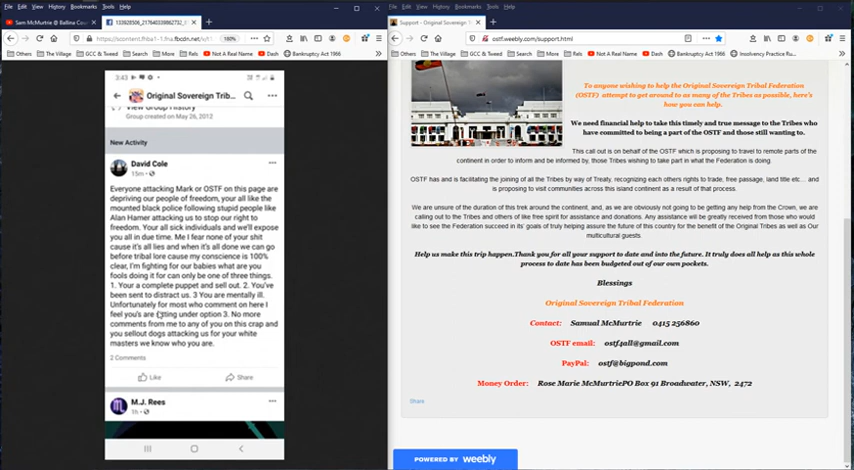 File Edit View History Bookmarks Tools Help
Sam McMurtrie @ Ballina Cou
133928506_217640339862732_
https://scontent.fhba1-1.fna.fbcdn.net/v/t1
180%
Others The Village GCC & Tweed More Rels Not A Real Name Dash Bankruptcy Act 1966
3:43
Original Sovereign Trib...
View Group History
Group created on May 26, 2012
New Activity
David Cole
15m
Everyone attacking Mark or OSTF on this page are
depriving our people of freedom, your all like the
mounted black police following stupid people like
Alan Hamer attacking us to stop our right to
freedom. Your all sick individuals and we'll expose
you all in due time. Me I fear none of your shit
cause it's all lies and when it's all done we can go
before tribal lore cause my conscience is 100%
clear, I'm fighting for our babies what are you
fools doing it for can only be one of three things.
1. Your a complete puppet and sell out. 2. You've
been sent to distract us. 3 You are mentally ill.
Unfortunately for most who comment on here I
feel you's are sitting under option 3. No more
comments from me to any of you on this crap and
you sellout dogs attacking us for your white
masters we know who you are.
2 Comments
Like Share
M.J. Rees
1h
File Edit View History Bookmarks Tools Help
Support - Original Sovereign Trib
ostf.weebly.com/support.html
Others The Village GCC & Tweed More Rels Not A Real Name Dash Bankruptcy Act 1966 Insolvency Practice Ru...
To anyone wishing to help the Original Sovereign Tribal Federation
(OSTF) attempt to get around to as many of the Tribes as possible, here's
how you can help.
We need financial help to take this timely and true message to the Tribes who
have committed to being a part of the OSTF and those still wanting to.
This call out is on behalf of the OSTF which is proposing to travel to remote parts of the
continent in order to inform and be informed by, those Tribes wishing to take part in what the Federation is doing.
OSTF has and is facilitating the joining of all the Tribes by way of Treaty, recognizing each others rights to trade, free passage, land title etc... and
is proposing to visit communities across this island continent as a result of that process.
We are unsure of the duration of this trek around the continent, and, as we are obviously not going to be getting any help from the Crown, we are
calling out to the Tribes and others of like free spirit for assistance and donations. Any assistance will be greatly received from those who would
like to see the Federation succeed in its' goals of truly helping assure the future of this country for the benefit of the Original Tribes as well as Our
multicultural guests.
Help us make this trip happen.Thank you for all your support to date and into the future. It truly does all help as this whole
process to date has been budgeted out of our own pockets.
Blessings
Original Sovereign Tribal Federation
Contact: Samual McMurtrie 0415 256860
OSTF email: ostf4all@gmail.com
PayPal: ostf@bigpond.com
Money Order: Rose Marie McMurtriePO Box 91 Broadwater, NSW, 2472
Share
POWERED BY weebly